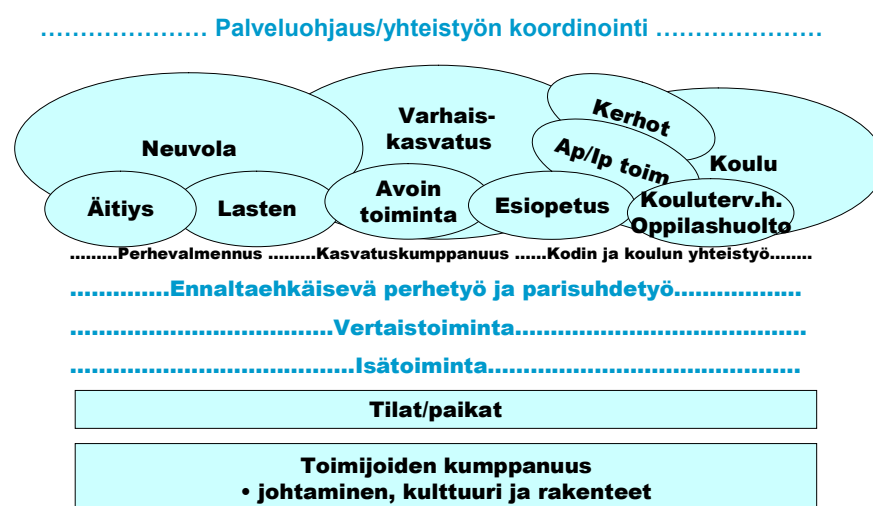 .................... Palveluohjaus/yhteistyön koordinointi ....................
Neuvola
Varhais-
kasvatus
Kerhot
Ap/Ip toim
Koulu
Äitiys
Lasten
Avoin
toiminta
Esiopetus
Kouluterv.h.
Oppilashuolto
.........Perhevalmennus .........Kasvatuskumppanuus ......Kodin ja koulun yhteistyö........
..............Ennaltaehkäisevä perhetyö ja parisuhdetyö..................
.....................................Vertaistoiminta.........................................
........................................Isätoiminta............................................
Tilat/paikat
Toimijoiden kumppanuus
• johtaminen, kulttuuri ja rakenteet